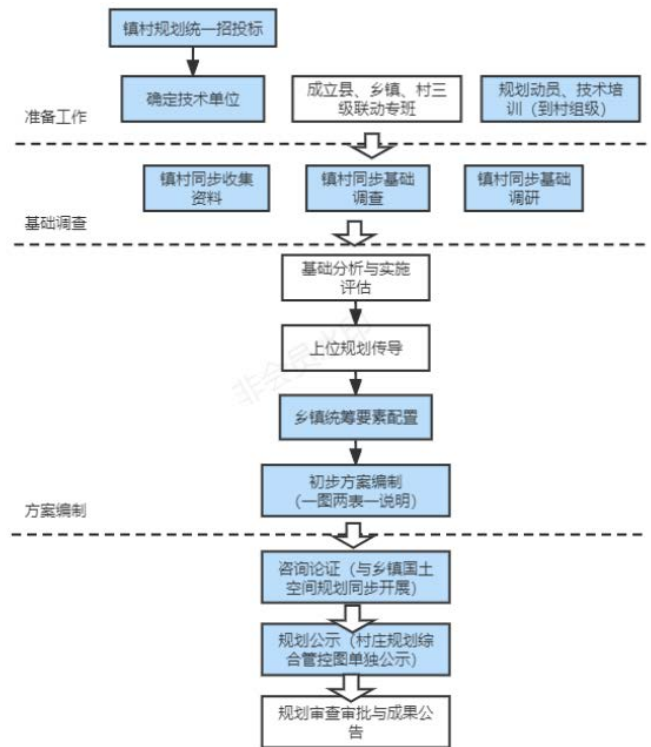 镇村规划统一招投标
确定技术单位
成立县、乡镇、村三
级联动专班
规划动员、技术培
训（到村组级）
准备工作
镇村同步收集
资料
镇村同步基础
调查
镇村同步基础
调研
基础调查
基础分析与实施
评估
上位规划传导
非会员水印
乡镇统筹要素配置
初步方案编制
（一图两表一说明）
方案编制
咨询论证（与乡镇国土
空间规划同步开展）
规划公示（村庄规划综
合管控图单独公示）
规划审查审批与成果公
告